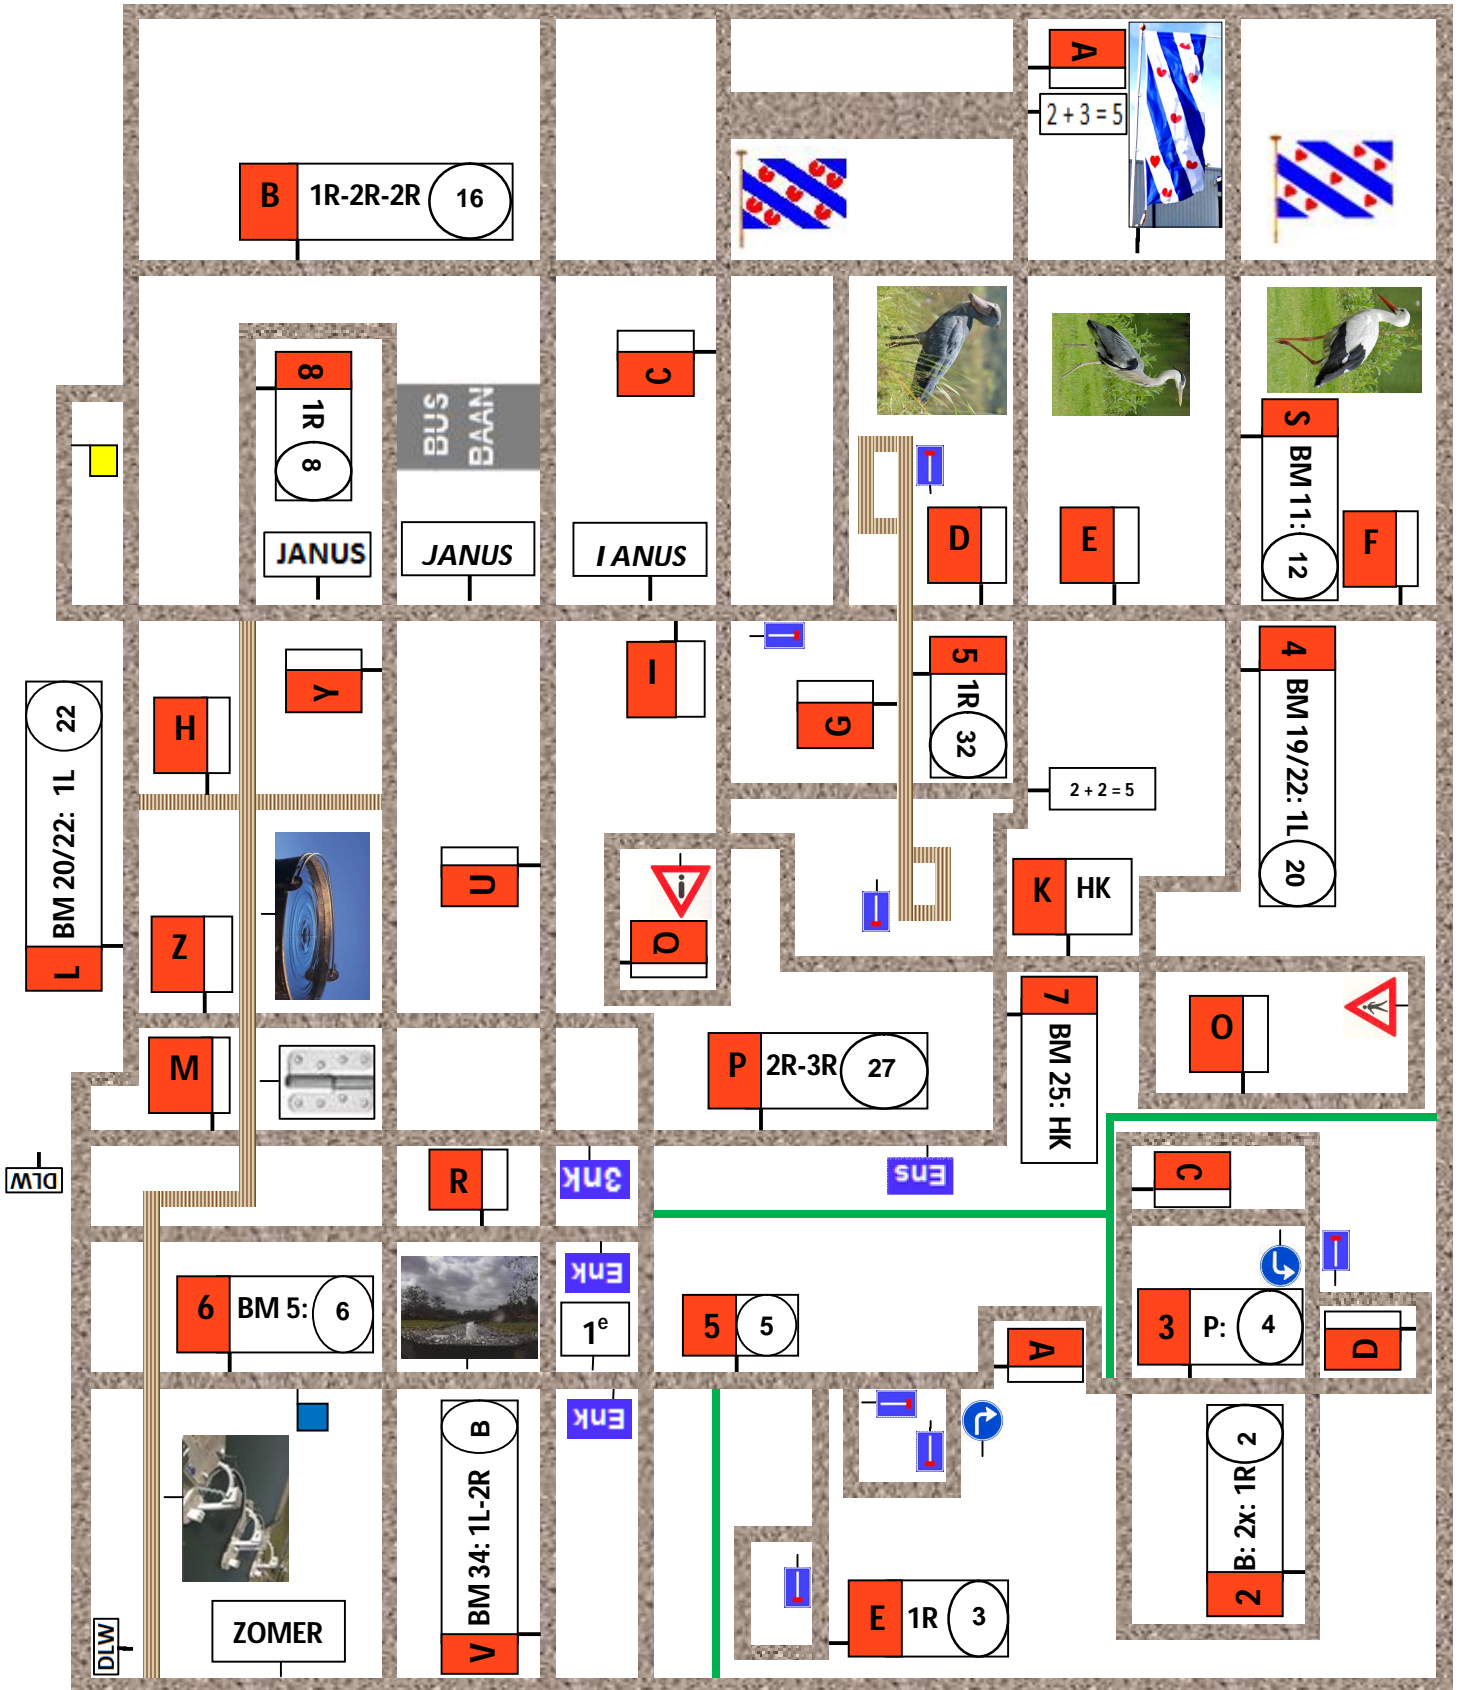 A
2 + 3 = 5
B 1R-2R-2R 16
8 1R 8
BUS
BAAN
C
S BM 11: 12
D
E
F
JANUS
JANUS
I ANUS
L BM 20/22: 1L 22
H
Y
I
G
5 1R 32
4 BM 19/22: 1L 20
2 + 2 = 5
U
K HK
Z
Q
O
M
P 2R-3R 27
7 BM 25: HK
DLW
R
3nk
Ens
C
Enk
6 BM 5: 6
1e
5 5
A
3 P: 4
D
Enk
V BM 34: 1L-2R B
2 B: 2x: 1R 2
E 1R 3
DLW
ZOMER